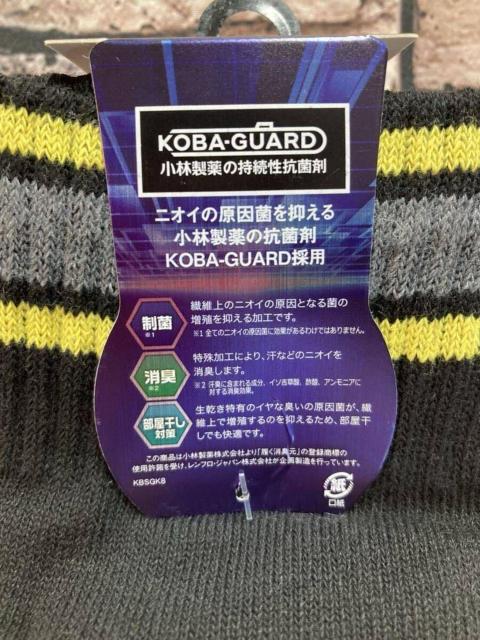 KOBA-GUARD
小林製薬の持続性抗菌剤
ニオイの原因菌を抑える
小林製薬の抗菌剤
KOBA-GUARD採用
制菌
※1
繊維上のニオイの原因となる菌の
増殖を抑える加工です。
※1 全てのニオイの原因菌に効果があるわけではありません。
消臭
※2
特殊加工により、汗などのニオイを
消臭します。
※2 汗臭に含まれる成分、イソ吉草酸、酢酸、アンモニアに
対する消臭効果。
部屋干し
対策
生乾き特有のイヤな臭いの原因菌が、繊
維上で増殖するのを抑えるため、部屋干
しでも快適です。
この商品は小林製薬株式会社より「履く消臭元」の登録商標の
使用許諾を受け、レンフロ・ジャパン株式会社が企画製造を行っています。
KBSGK8
紙
口紙